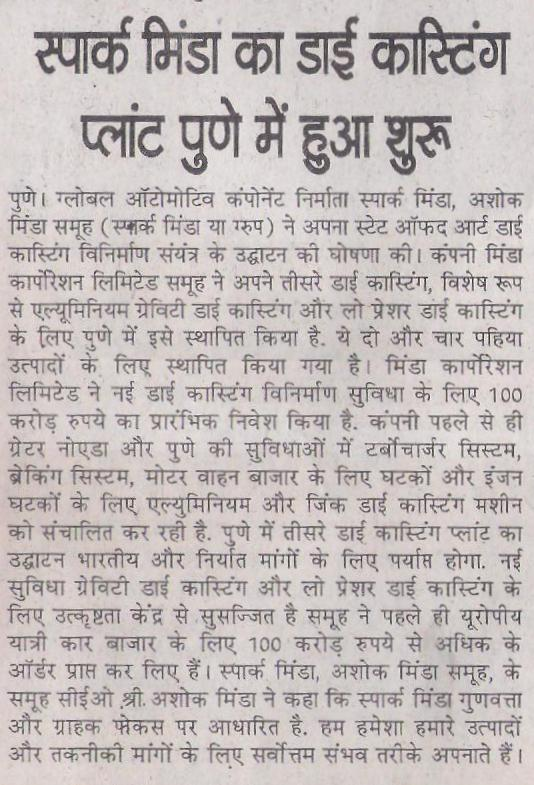 स्पार्क मिंडा का डाई कास्टिंग
प्लांट पुणे में हुआ शुरू
पुणे। ग्लोबल ऑटोमोटिव कंपोनेंट निर्माता स्पार्क मिंडा, अशोक
मिंडा समूह (स्पार्क मिंडा या ग्रुप) ने अपना स्टेट ऑफद आर्ट डाई
कास्टिंग विनिर्माण संयंत्र के उद्घाटन की घोषणा की। कंपनी मिंडा
कार्पोरेशन लिमिटेड समूह ने अपने तीसरे डाई कास्टिंग, विशेष रूप
से एल्यूमिनियम ग्रेविटी डाई कास्टिंग और लो प्रेशर डाई कास्टिंग
के लिए पुणे में इसे स्थापित किया है. ये दो और चार पहिया
उत्पादों के लिए स्थापित किया गया है। मिंडा कार्पोरेशन
लिमिटेड ने नई डाई कास्टिंग विनिर्माण सुविधा के लिए 100
करोड़ रुपये का प्रारंभिक निवेश किया है. कंपनी पहले से ही
ग्रेटर नोएडा और पुणे की सुविधाओं में टर्बोचार्जर सिस्टम,
ब्रेकिंग सिस्टम, मोटर वाहन बाजार के लिए घटकों और इंजन
घटकों के लिए एल्युमिनियम और जिंक डाई कास्टिंग मशीन
को संचालित कर रही है. पुणे में तीसरे डाई कास्टिंग प्लांट का
उद्घाटन भारतीय और निर्यात मांगों के लिए पर्याप्त होगा. नई
सुविधा ग्रेविटी डाई कास्टिंग और लो प्रेशर डाई कास्टिंग के
लिए उत्कृष्टता केंद्र से सुसज्जित है समूह ने पहले ही यूरोपीय
यात्री कार बाजार के लिए 100 करोड़ रुपये से अधिक के
ऑर्डर प्राप्त कर लिए हैं। स्पार्क मिंडा, अशोक मिंडा समूह, के
समूह सीईओ श्री. अशोक मिंडा ने कहा कि स्पार्क मिंडा गुणवत्ता
और ग्राहक फोकस पर आधारित है. हम हमेशा हमारे उत्पादों
और तकनीकी मांगों के लिए सर्वोत्तम संभव तरीके अपनाते हैं।